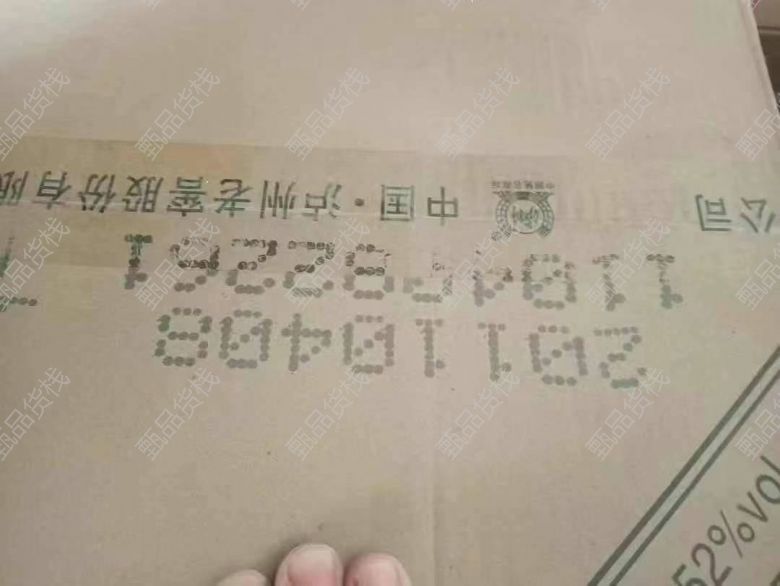 20110408
中国·泸州老窖股份有限
公司
52%vol
甄品货栈